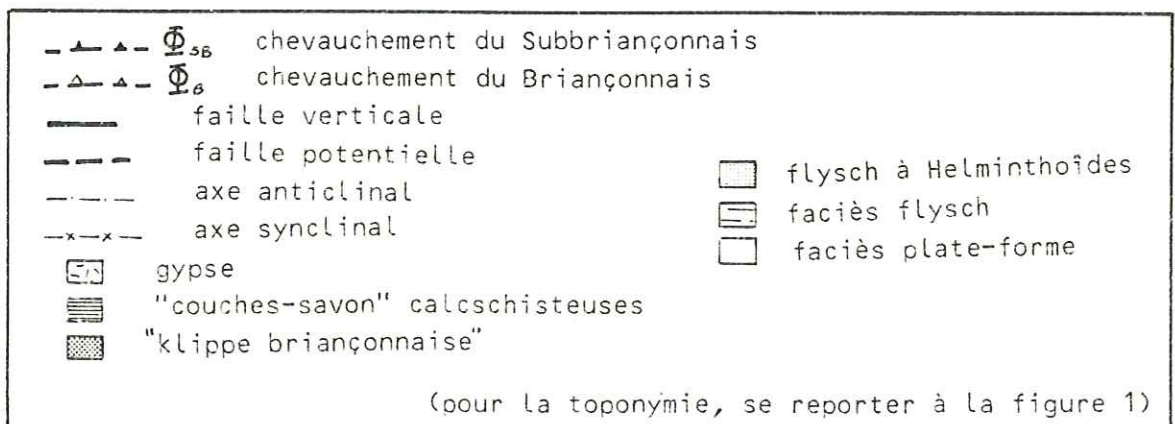 Φ_SB chevauchement du Subbriançonnais
Φ_B chevauchement du Briançonnais
faille verticale
faille potentielle
axe anticlinal
axe synclinal
gypse
"couches-savon" calcschisteuses
"klippe briançonnaise"
flysch à Helminthoïdes
faciès flysch
faciès plate-forme
(pour la toponymie, se reporter à la figure 1)